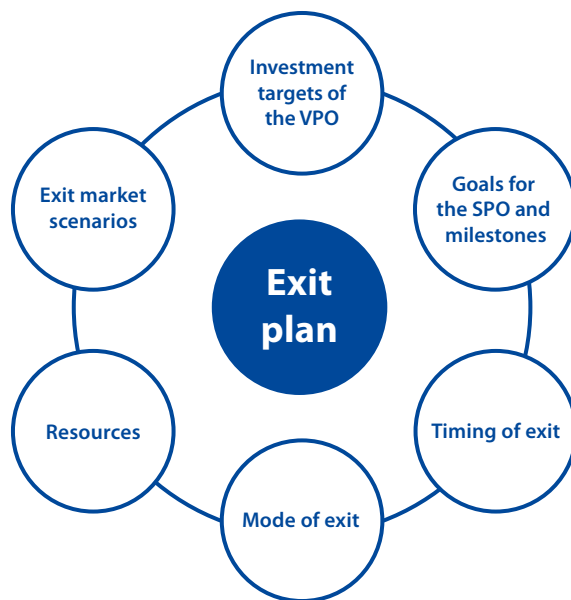 Investment
targets of
the VPO
Goals for
the SPO and
milestones
Timing of exit
Mode of exit
Resources
Exit market
scenarios
Exit
plan